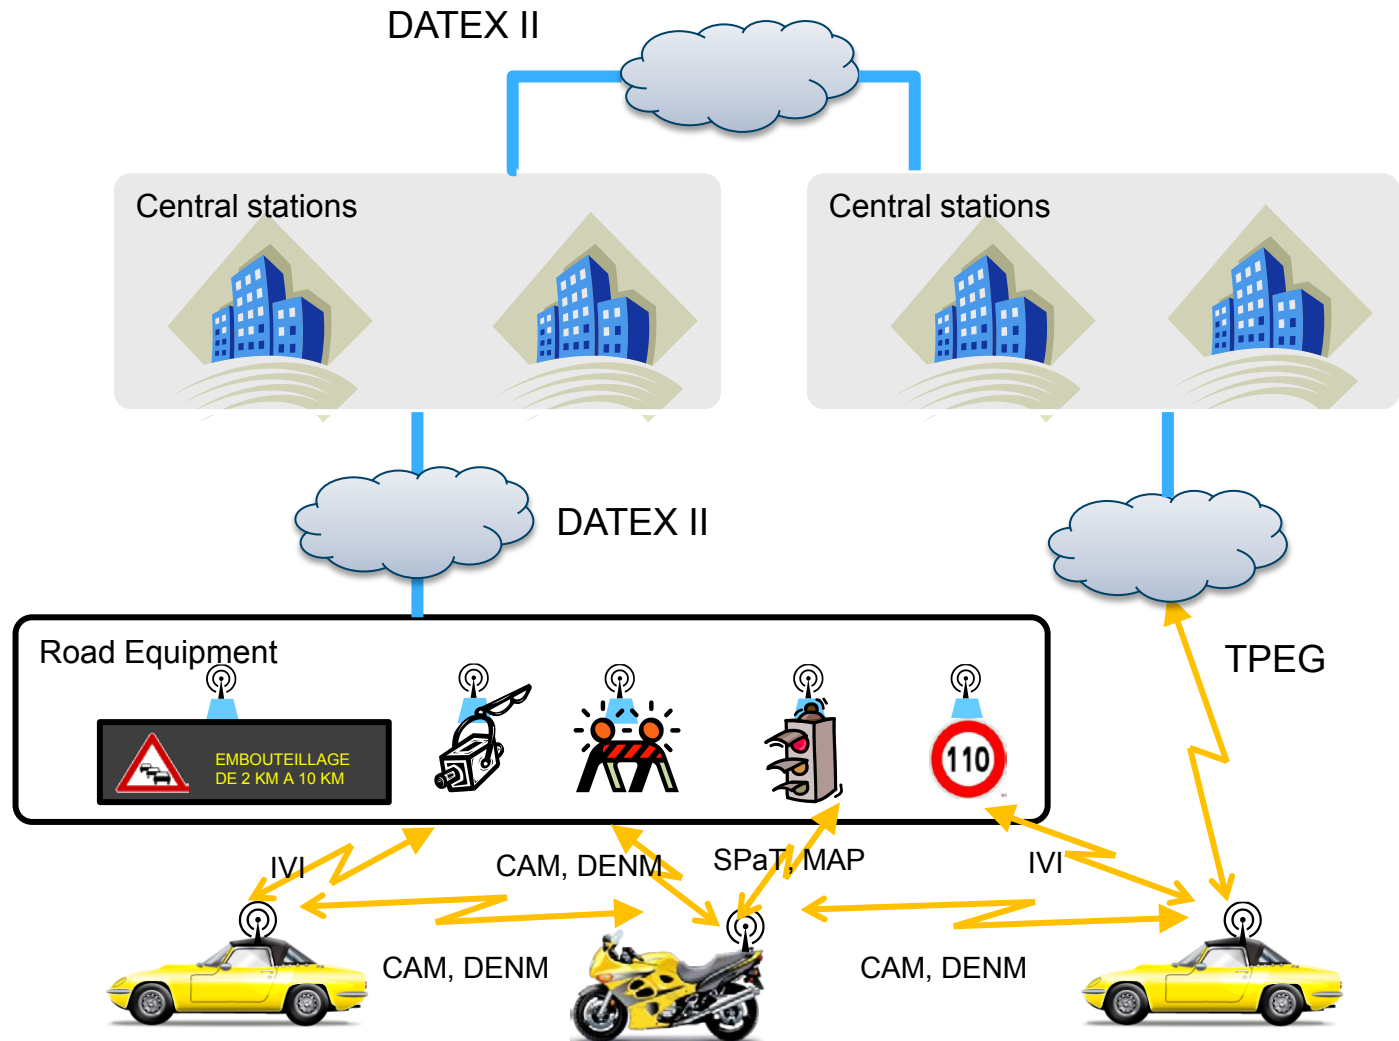 DATEX II
Central stations
Central stations
DATEX II
TPEG
Road Equipment
EMBOUTEILLAGE
DE 2 KM A 10 KM
110
IVI
CAM, DENM
SPaT, MAP
IVI
CAM, DENM
CAM, DENM